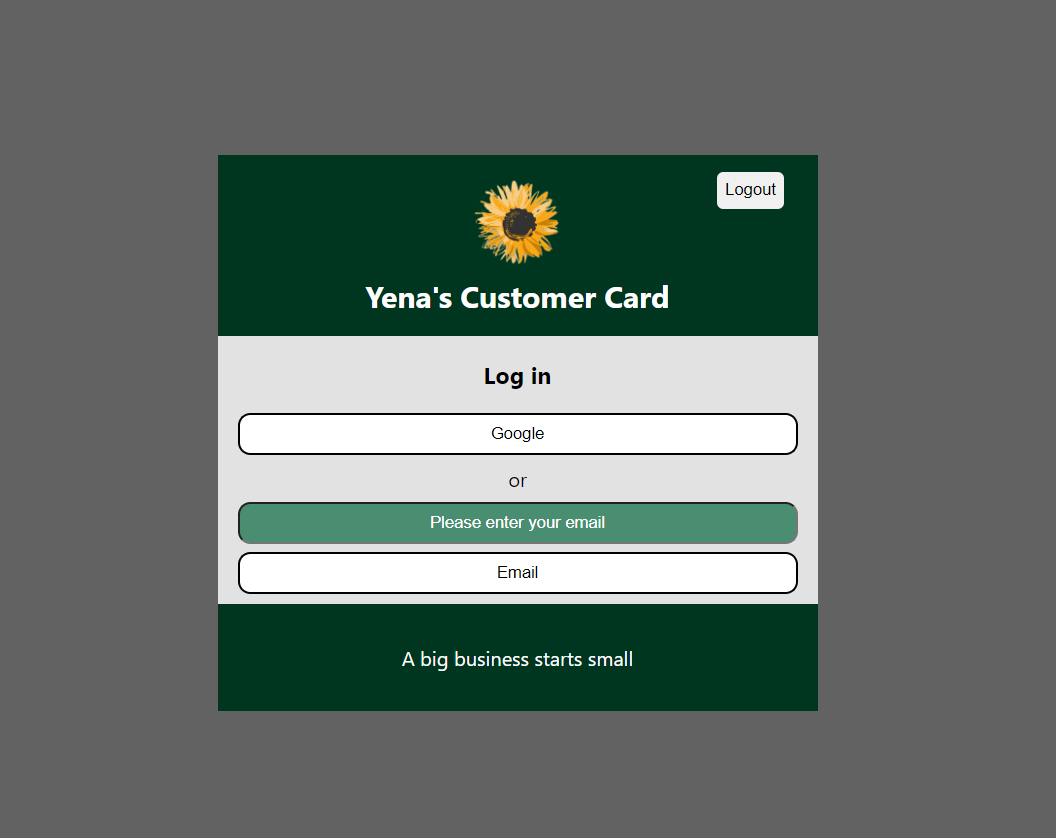 Logout
Yena's Customer Card
Log in
Google
or
Please enter your email
Email
A big business starts small